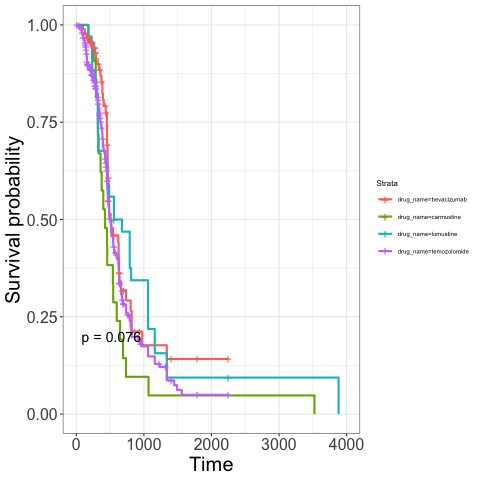 Survival probability
1.00
0.75
0.50
0.25
0.00
p = 0.076
0
1000
2000
3000
4000
Time
Strata
drug_name=bevacizumab
drug_name=carmustine
drug_name=lomustine
drug_name=temozolomide